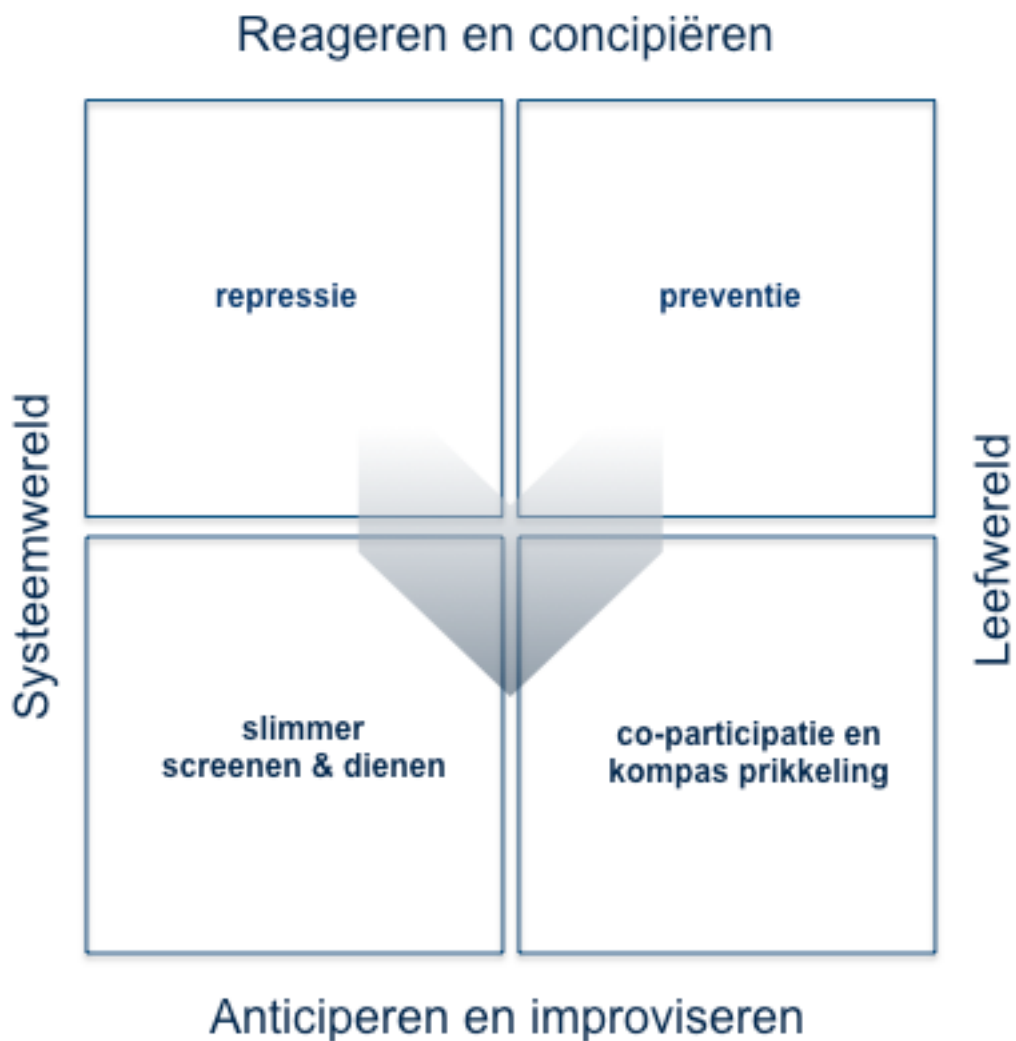 Reageren en concipiëren
repressie
preventie
Systeemwereld
Leefwereld
slimmer
screenen & dienen
co-participatie en
kompas prikkeling
Anticiperen en improviseren